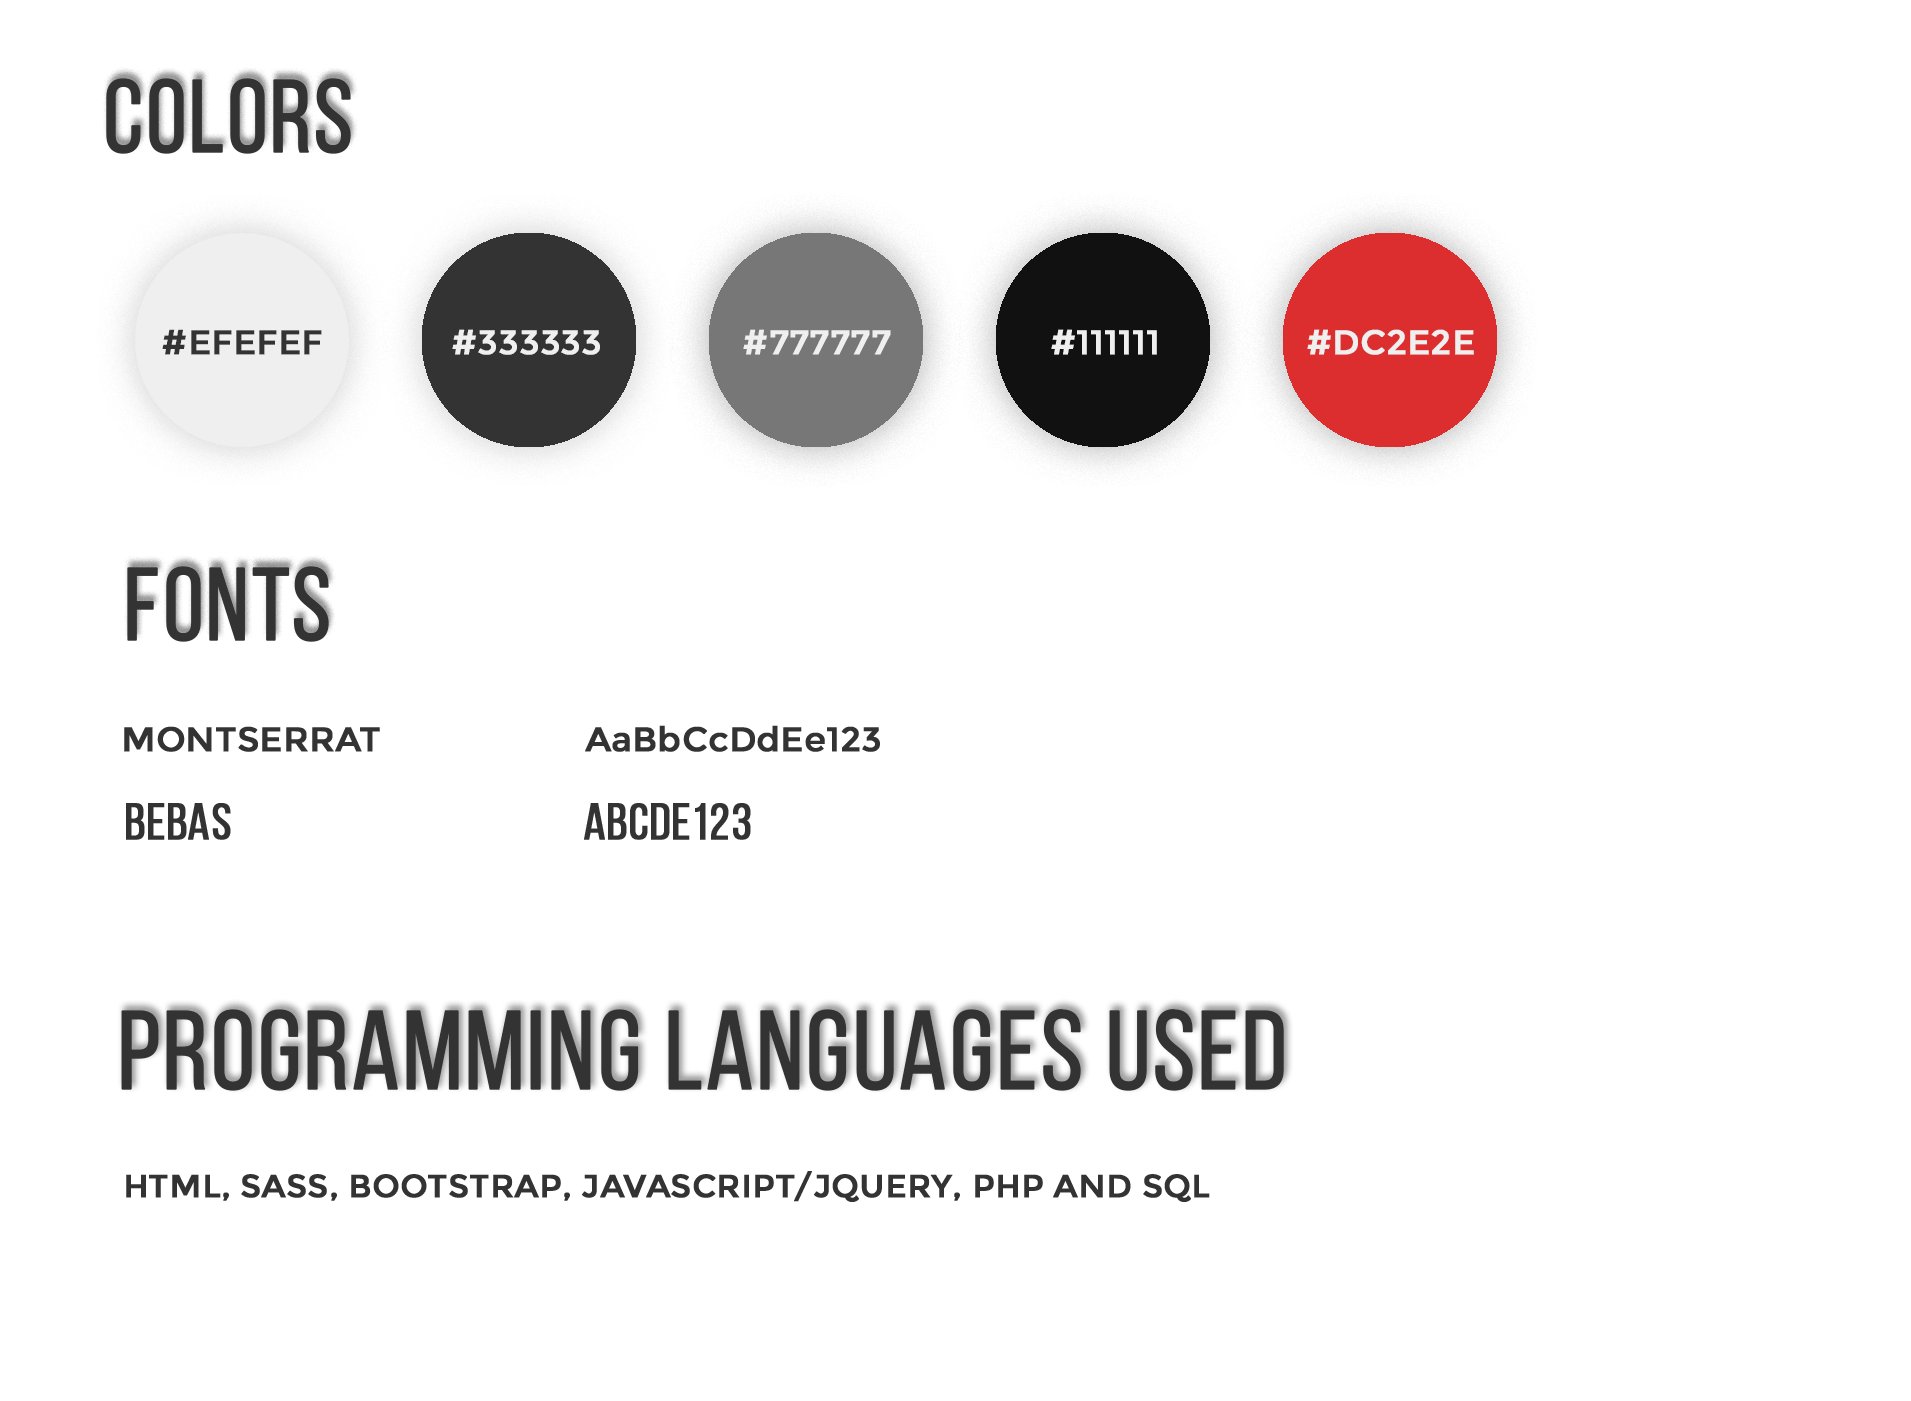 COLORS
#EFEFEF #333333 #777777 #111111 #DC2E2E
FONTS
MONTSERRAT AaBbCcDdEe123
BEBAS ABCDE123
PROGRAMMING LANGUAGES USED
HTML, SASS, BOOTSTRAP, JAVASCRIPT/JQUERY, PHP AND SQL